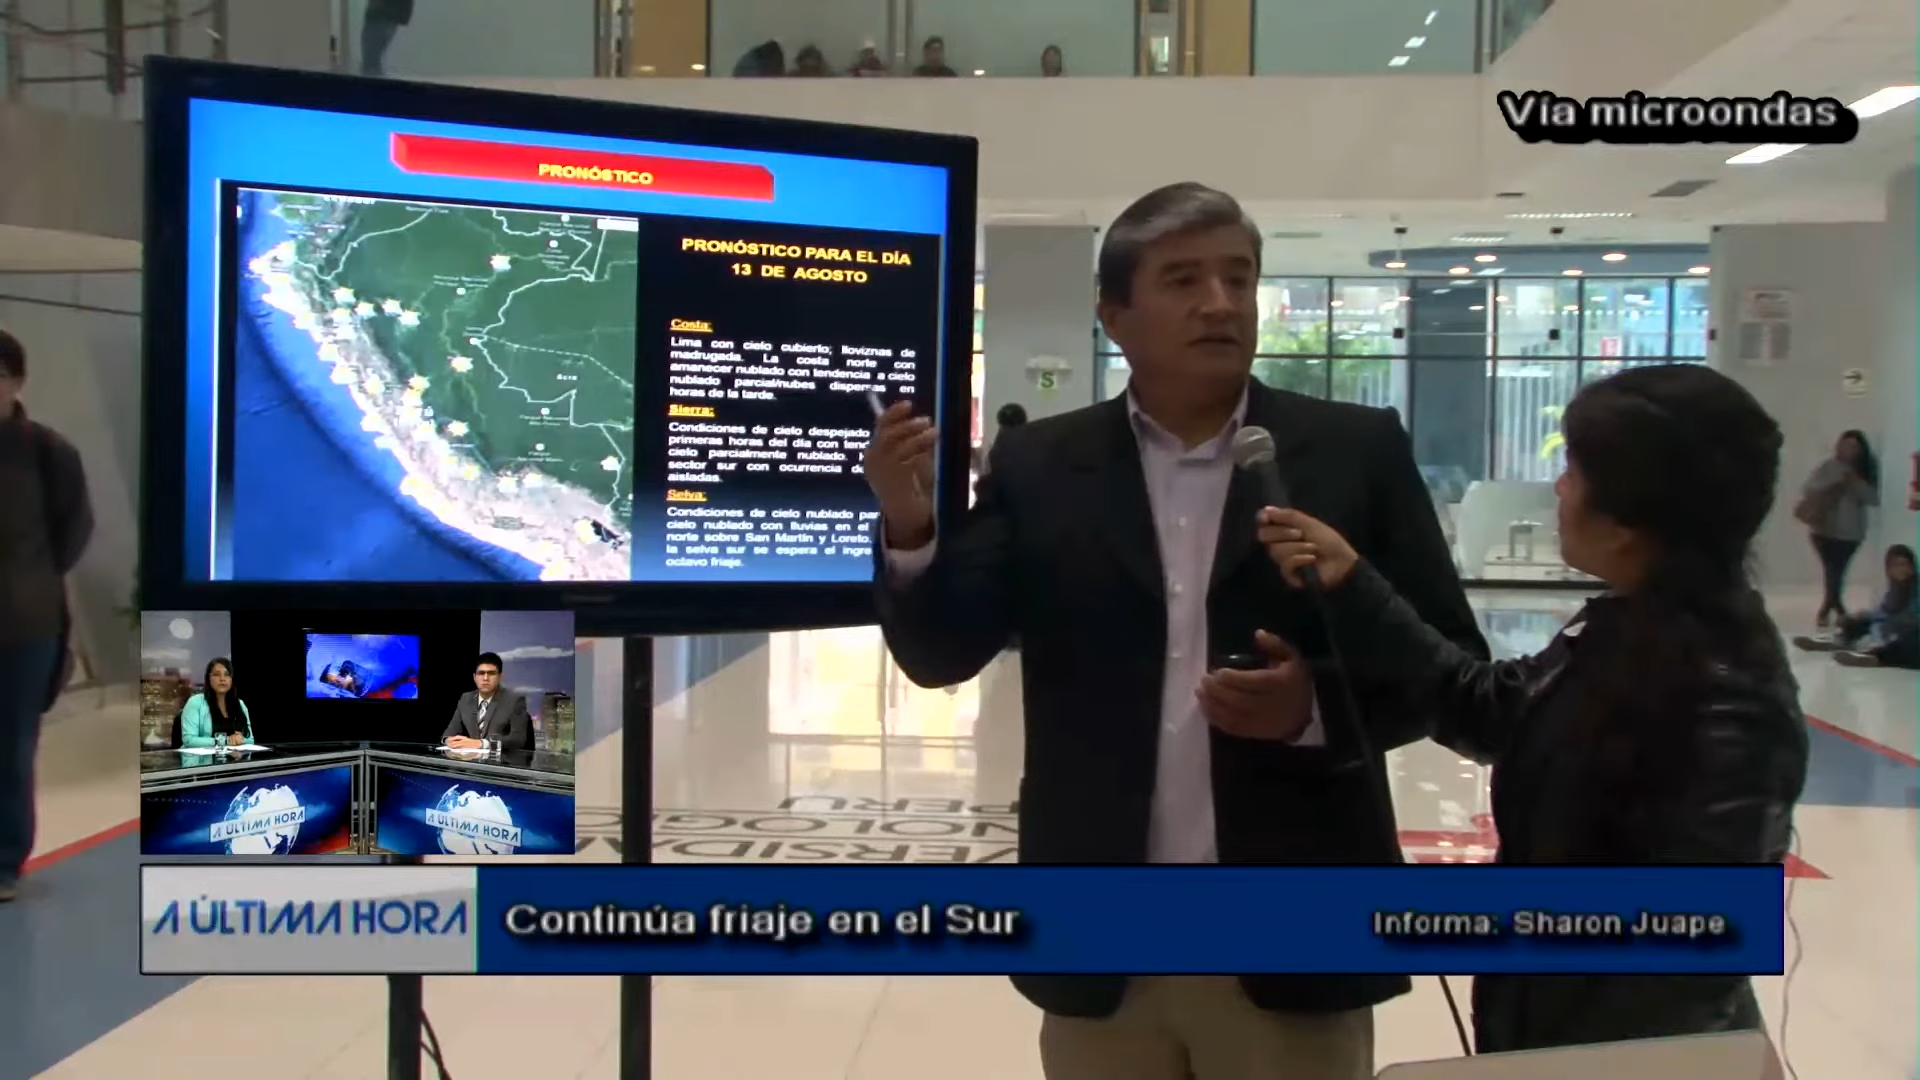 Vía microondas
PRONÓSTICO
PRONÓSTICO PARA EL DÍA
13 DE AGOSTO
Costa:
Lima con cielo cubierto; lloviznas de
madrugada. La costa norte con
amanecer nublado con tendencia a cielo
nublado parcial/nubes dispersas en
horas de la tarde.
Sierra:
Condiciones de cielo despejado
primeras horas del día con
cielo parcialmente nublado.
sector sur con ocurrencia de
aisladas.
Selva:
Condiciones de cielo nublado
cielo nublado con lluvias en el
norte sobre San Martín y Loreto.
la selva sur se espera el
octavo friaje.
Acre
S
A ÚLTIMA HORA
A ÚLTIMA HORA
PERÚ
A ÚLTIMA HORA
Continúa friaje en el Sur
Informa: Sharon Juape